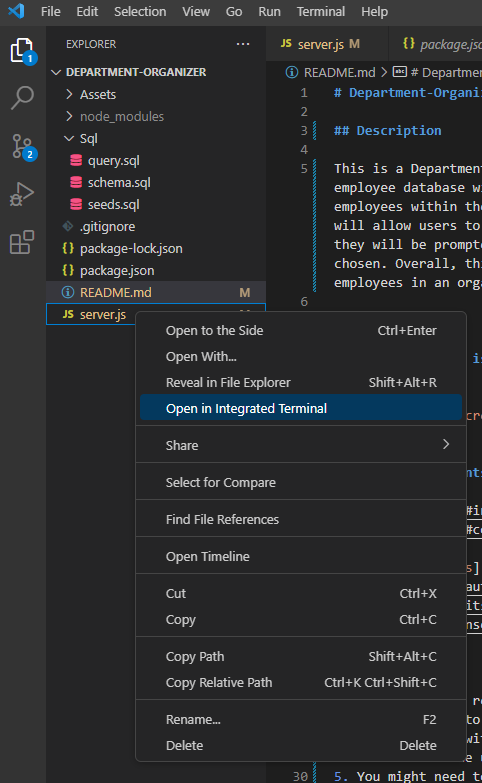 File Edit Selection View Go Run Terminal Help
EXPLORER ···
server.js M
package.jso
DEPARTMENT-ORGANIZER
README.md > abc # Departmen
Assets
1 # Department-Organi
node_modules
2
Sql
3 ## Description
query.sql
schema.sql
5 This is a Department
employee database wi
seeds.sql
employees within the
.gitignore
will allow users to
package-lock.json
they will be prompte
package.json
chosen. Overall, thi
README.md M
employees in an orga
6
server.js
1
2
Open to the Side Ctrl+Enter
Open With...
Reveal in File Explorer Shift+Alt+R
Open in Integrated Terminal
Share
Select for Compare
Find File References
Open Timeline
Cut Ctrl+X
Copy Ctrl+C
Copy Path Shift+Alt+C
Copy Relative Path Ctrl+K Ctrl+Shift+C
Rename... F2
Delete Delete
30 5. You might need t